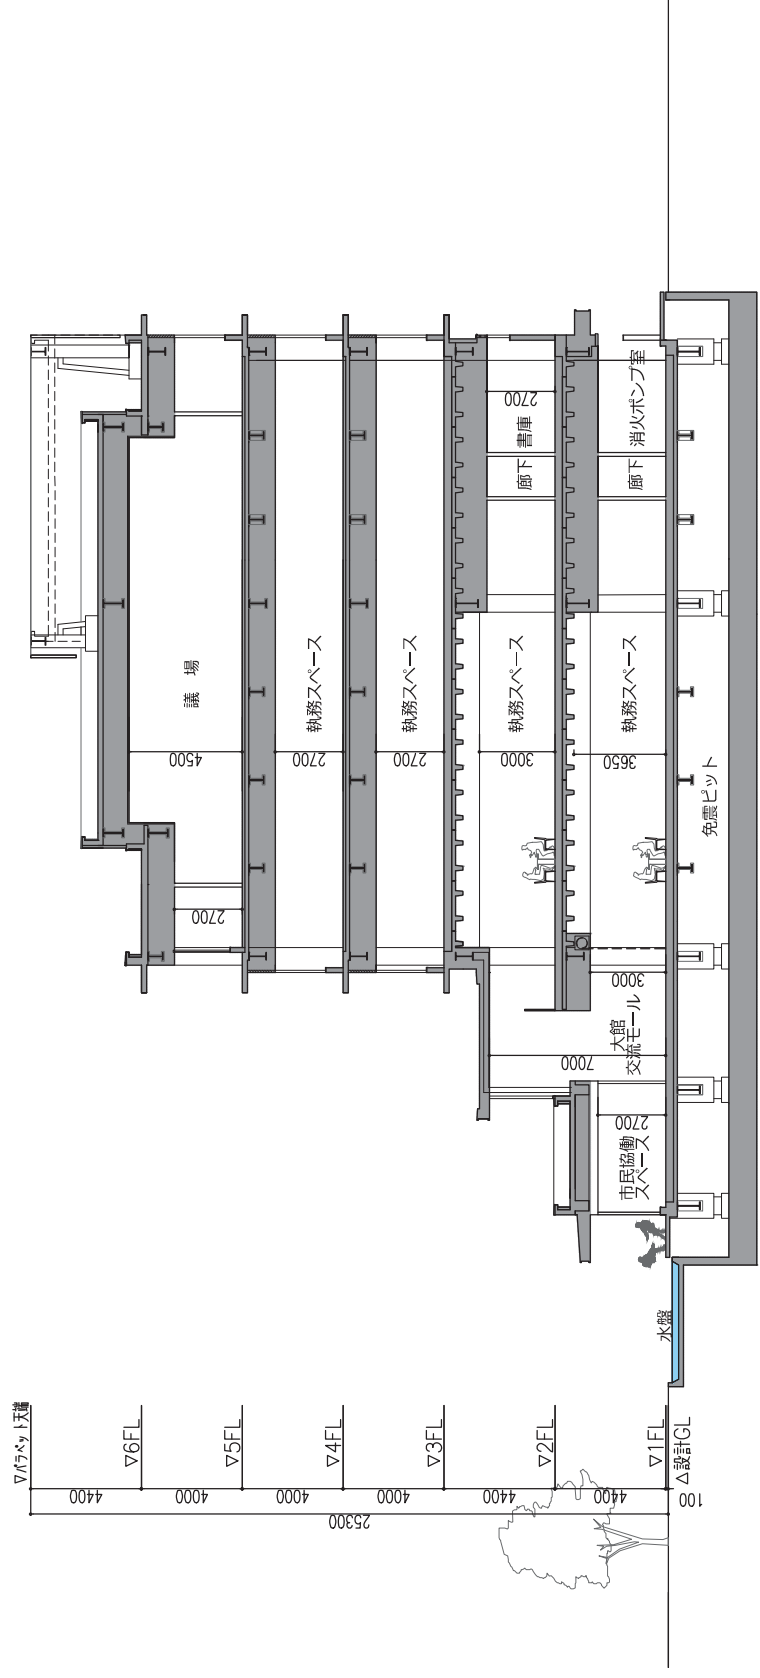 ▽パラペット天端
▽6FL
▽5FL
▽4FL
▽3FL
▽2FL
▽1FL
△設計GL
4400
4000
4000
4000
4400
4400
100
25300
議場
4500
2700
執務スペース
2700
執務スペース
2700
執務スペース
3000
廊下
書庫
2700
執務スペース
3650
廊下
消火ポンプ室
3000
大館
交流モール
7000
市民協働
スペース
2700
免震ピット
水盤